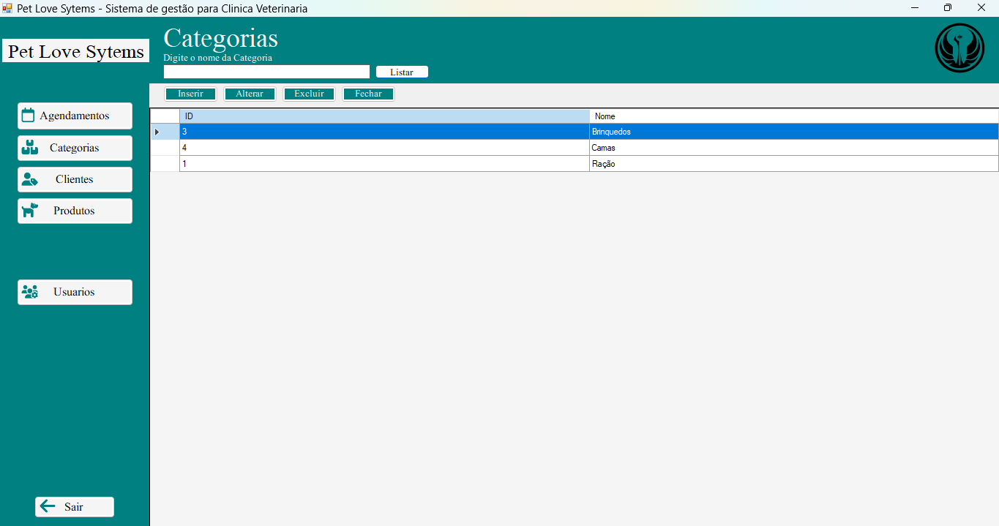 Pet Love Sytems - Sistema de gestão para Clinica Veterinaria
Pet Love Sytems
Categorias
Digite o nome da Categoria
Listar
Inserir Alterar Excluir Fechar
Agendamentos
Categorias
Clientes
Produtos
Usuarios
Sair
ID Nome
3 Brinquedos
4 Camas
1 Ração